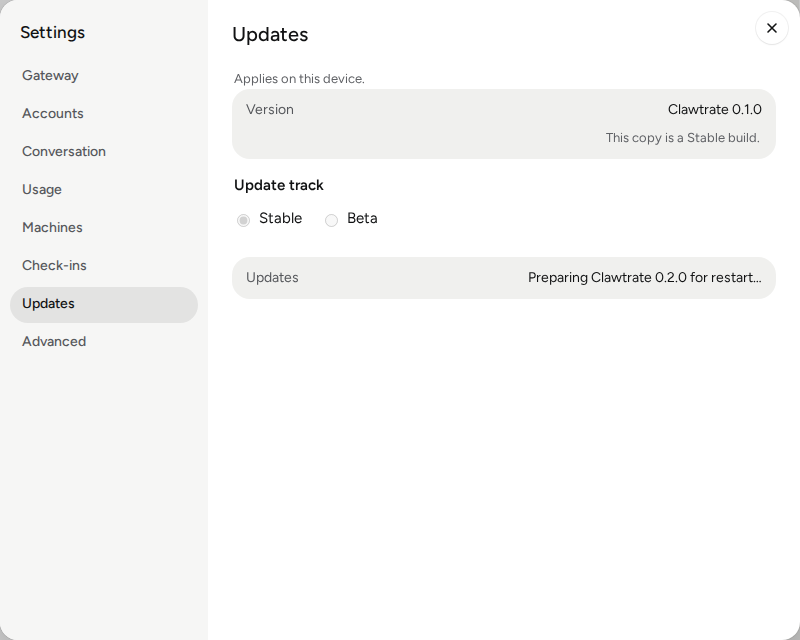 Settings
Gateway
Accounts
Conversation
Usage
Machines
Check-ins
Updates
Advanced
Updates
Applies on this device.
Version Clawtrate 0.1.0
This copy is a Stable build.
Update track
Stable Beta
Updates Preparing Clawtrate 0.2.0 for restart...